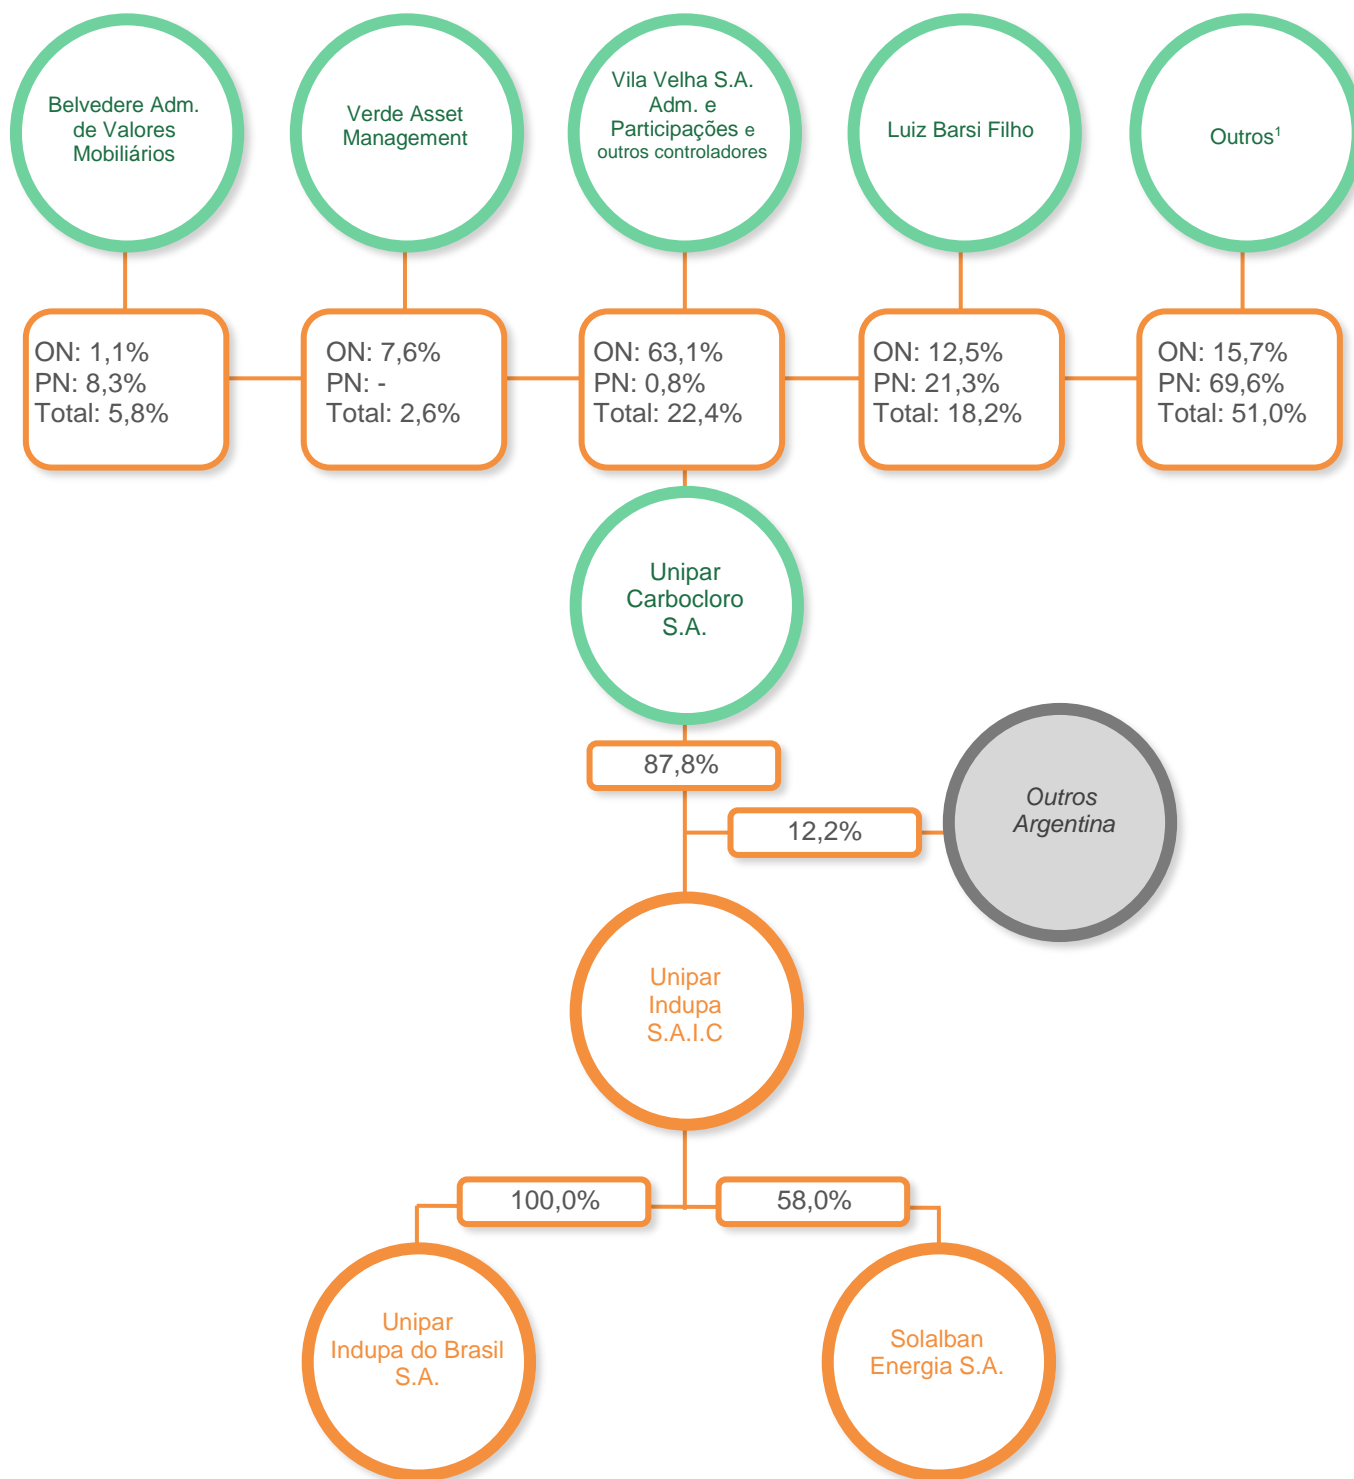 Belvedere Adm.
de Valores
Mobiliários
Verde Asset
Management
Vila Velha S.A.
Adm. e
Participações e
outros controladores
Luiz Barsi Filho
Outros¹
ON: 1,1%
PN: 8,3%
Total: 5,8%
ON: 7,6%
PN: -
Total: 2,6%
ON: 63,1%
PN: 0,8%
Total: 22,4%
ON: 12,5%
PN: 21,3%
Total: 18,2%
ON: 15,7%
PN: 69,6%
Total: 51,0%
Unipar
Carbocloro
S.A.
87,8%
12,2%
Outros
Argentina
Unipar
Indupa
S.A.I.C
100,0%
58,0%
Unipar
Indupa do Brasil
S.A.
Solalban
Energia S.A.